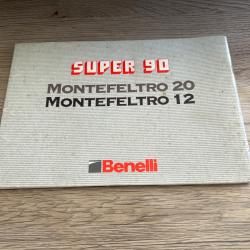 SUPER 90
MONTEFELTRO 20
MONTEFELTRO 12
Benelli